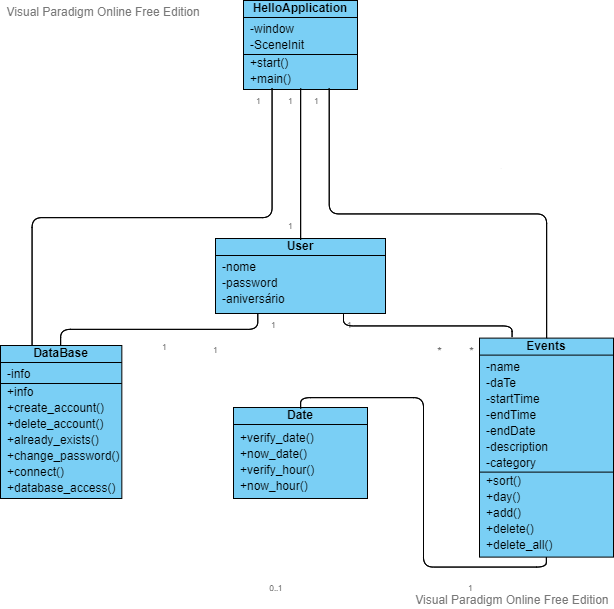 Visual Paradigm Online Free Edition
HelloApplication
-window
-SceneInit
+start()
+main()
1
1
1
1
User
-nome
-password
-aniversário
1
1
1
1
*
*
DataBase
-info
+info
+create_account()
+delete_account()
+already_exists()
+change_password()
+connect()
+database_access()
Date
+verify_date()
+now_date()
+verify_hour()
+now_hour()
Events
-name
-daTe
-startTime
-endTime
-endDate
-description
-category
+sort()
+day()
+add()
+delete()
+delete_all()
0..1
1
Visual Paradigm Online Free Edition